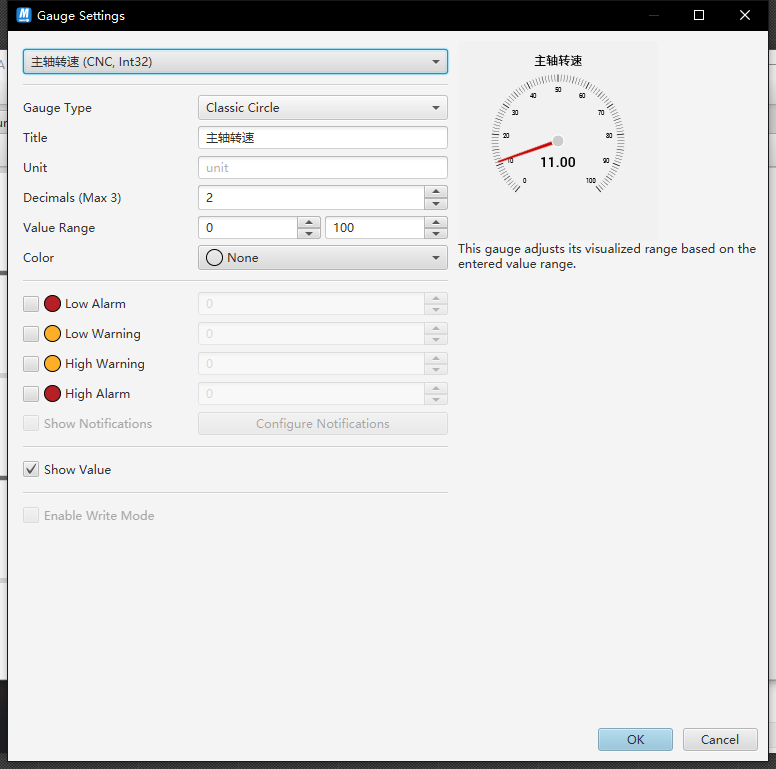 Gauge Settings
主轴转速 (CNC, Int32)
Gauge Type
Classic Circle
Title
主轴转速
Unit
unit
Decimals (Max 3)
2
Value Range
0
100
Color
None
Low Alarm
0
Low Warning
0
High Warning
0
High Alarm
0
Show Notifications
Configure Notifications
Show Value
Enable Write Mode
主轴转速
0
10
20
30
40
50
60
70
80
90
100
11.00
This gauge adjusts its visualized range based on the
entered value range.
OK
Cancel